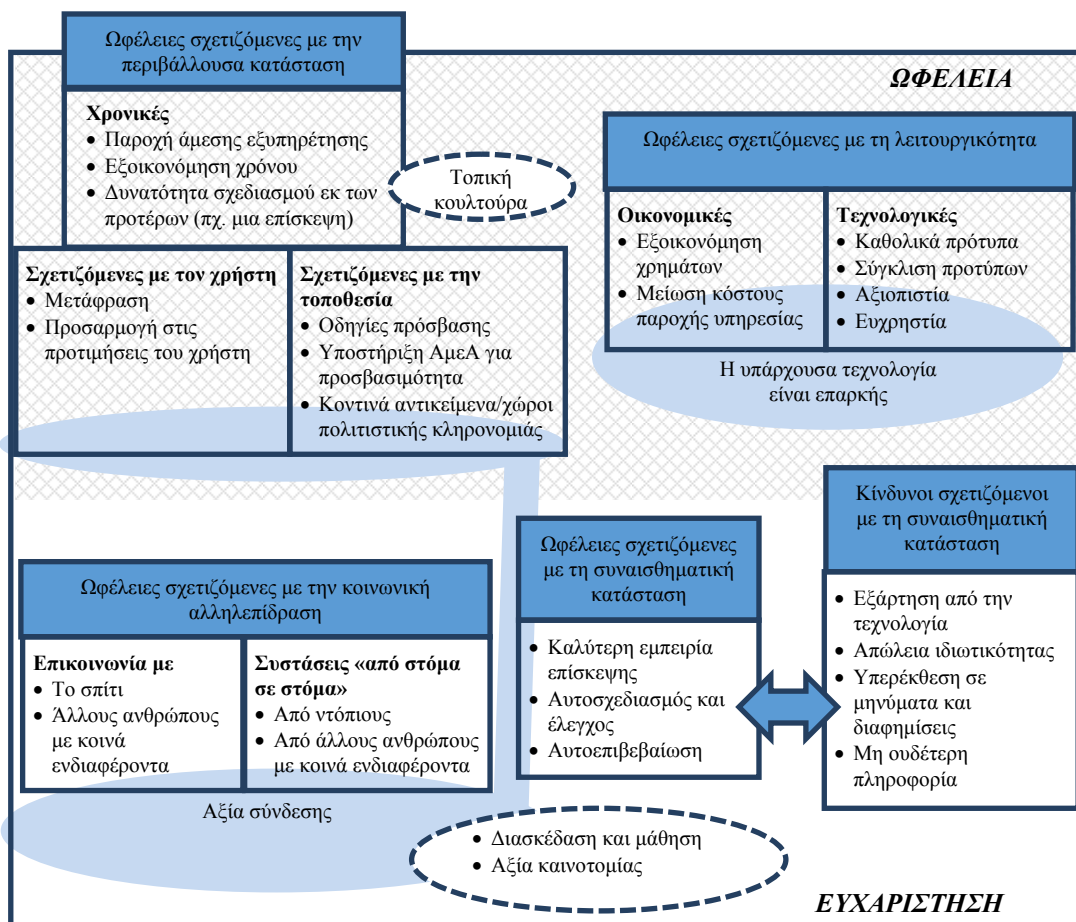 Ωφέλειες σχετιζόμενες με την
περιβάλλουσα κατάσταση
ΩΦΕΛΕΙΑ
Χρονικές
• Παροχή άμεσης εξυπηρέτησης
• Εξοικονόμηση χρόνου
• Δυνατότητα σχεδιασμού εκ των
προτέρων (πχ. μια επίσκεψη)
Τοπική
κουλτούρα
Σχετιζόμενες με τον χρήστη
• Μετάφραση
• Προσαρμογή στις
προτιμήσεις του χρήστη
Σχετιζόμενες με την
τοποθεσία
• Οδηγίες πρόσβασης
• Υποστήριξη ΑμεΑ για
προσβασιμότητα
• Κοντινά αντικείμενα/χώροι
πολιτιστικής κληρονομιάς
Ωφέλειες σχετιζόμενες με τη λειτουργικότητα
Οικονομικές
• Εξοικονόμηση
χρημάτων
• Μείωση κόστους
παροχής υπηρεσίας
Τεχνολογικές
• Καθολικά πρότυπα
• Σύγκλιση προτύπων
• Αξιοπιστία
• Ευχρηστία
Η υπάρχουσα τεχνολογία
είναι επαρκής
Ωφέλειες σχετιζόμενες με την κοινωνική
αλληλεπίδραση
Επικοινωνία με
• Το σπίτι
• Άλλους ανθρώπους
με κοινά
ενδιαφέροντα
Συστάσεις «από στόμα
σε στόμα»
• Από ντόπιους
• Από άλλους ανθρώπους
με κοινά ενδιαφέροντα
Αξία σύνδεσης
Ωφέλειες σχετιζόμενες
με τη συναισθηματική
κατάσταση
• Καλύτερη εμπειρία
επίσκεψης
• Αυτοσχεδιασμός και
έλεγχος
• Αυτοεπιβεβαίωση
Κίνδυνοι σχετιζόμενοι
με τη συναισθηματική
κατάσταση
• Εξάρτηση από την
τεχνολογία
• Απώλεια ιδιωτικότητας
• Υπερέκθεση σε
μηνύματα και
διαφημίσεις
• Μη ουδέτερη
πληροφορία
• Διασκέδαση και μάθηση
• Αξία καινοτομίας
ΕΥΧΑΡΙΣΤΗΣΗ